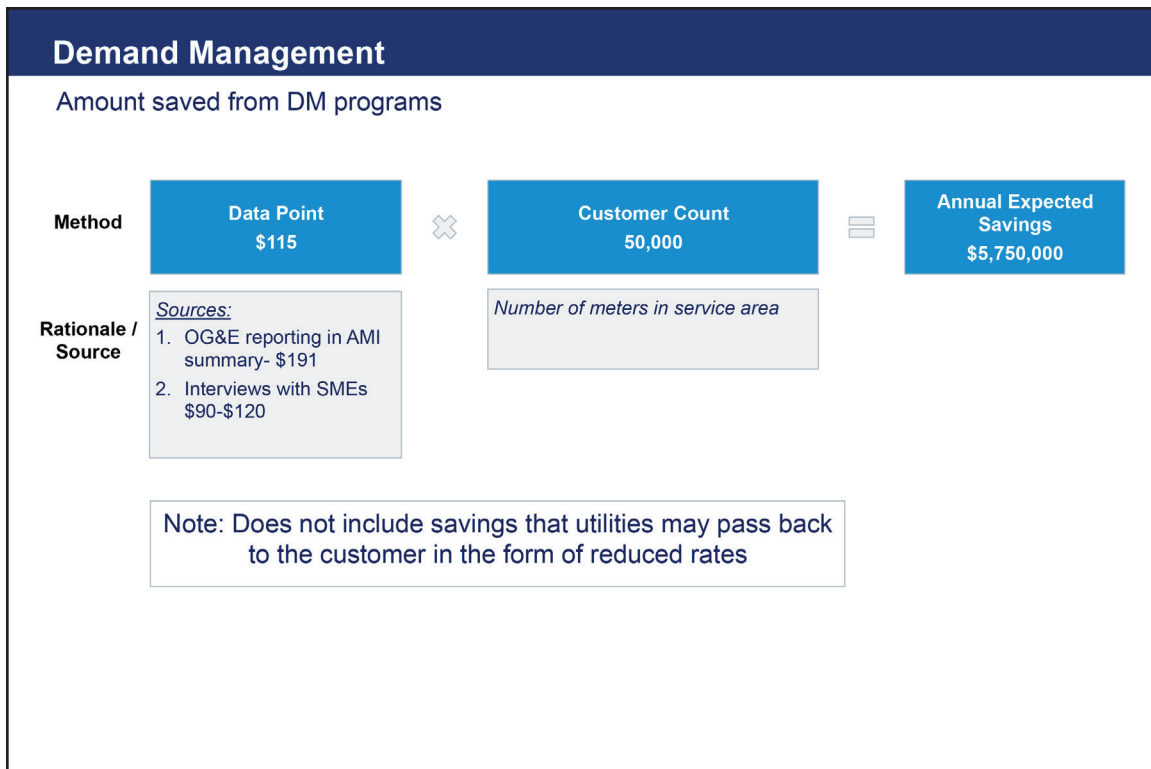 Demand Management
Amount saved from DM programs
Method
Data Point
$115
Customer Count
50,000
Annual Expected
Savings
$5,750,000
Rationale /
Source
Sources:
1. OG&E reporting in AMI
summary- $191
2. Interviews with SMEs
$90-$120
Number of meters in service area
Note: Does not include savings that utilities may pass back
to the customer in the form of reduced rates